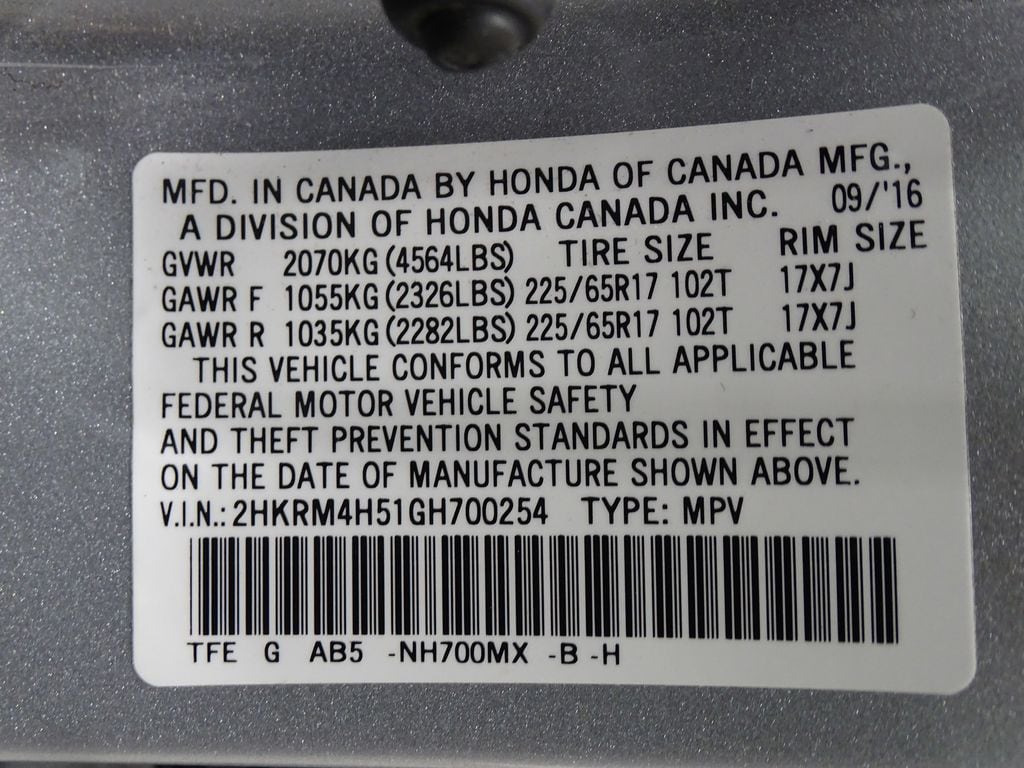 MFD. IN CANADA BY HONDA OF CANADA MFG.,
A DIVISION OF HONDA CANADA INC. 09/'16
GVWR 2070KG (4564LBS) TIRE SIZE RIM SIZE
GAWR F 1055KG (2326LBS) 225/65R17 102T 17X7J
GAWR R 1035KG (2282LBS) 225/65R17 102T 17X7J
THIS VEHICLE CONFORMS TO ALL APPLICABLE
FEDERAL MOTOR VEHICLE SAFETY
AND THEFT PREVENTION STANDARDS IN EFFECT
ON THE DATE OF MANUFACTURE SHOWN ABOVE.
V.I.N.: 2HKRM4H51GH700254 TYPE: MPV
TFE G AB5 -NH700MX -B -H